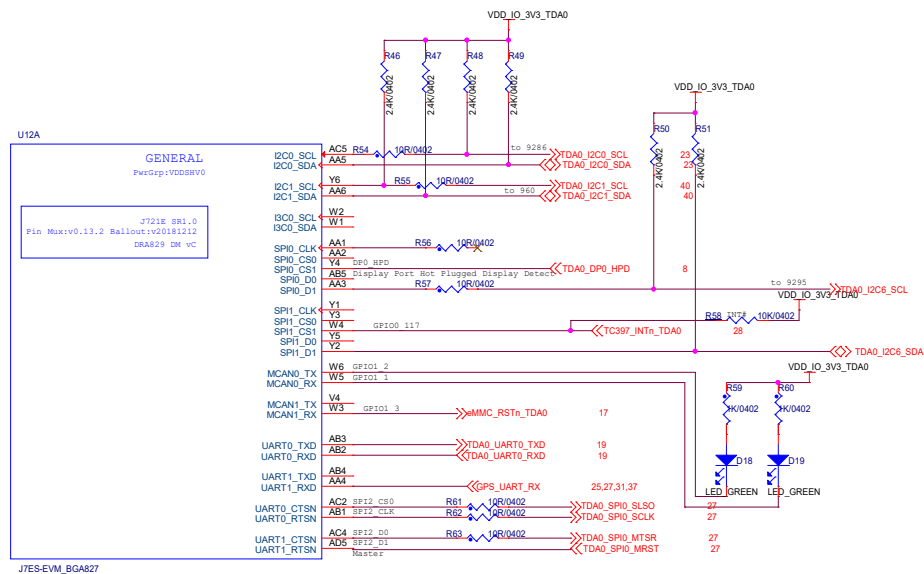 VDD_IO_3V3_TDA0
R46 R47 R48 R49
2.4K/0402 2.4K/0402 2.4K/0402 2.4K/0402
VDD_IO_3V3_TDA0
R50 R51
2.4K/0402 2.4K/0402
U12A
GENERAL
PwrGrp:VDDSHV0
J721E SR1.0
Pin Mux:v0.13.2 Ballout:v20181212
DRA829 DM vC
I2C0_SCL AC5 R54 10R/0402 to 9286 TDA0_I2C0_SCL 23
I2C0_SDA AA5 TDA0_I2C0_SDA 23
I2C1_SCL Y6 R55 10R/0402 TDA0_I2C1_SCL 40
I2C1_SDA AA6 to 960 TDA0_I2C1_SDA 40
I3C0_SCL W2
I3C0_SDA W1
SPI0_CLK AA1 R56 10R/0402
SPI0_CS0 AA2
SPI0_CS1 Y4 DP0_HPD TDA0_DP0_HPD 8
SPI0_D0 AB5 Display Port Hot Plugged Display Detect
SPI0_D1 AA3 R57 10R/0402 to 9295 TDA0_I2C6_SCL
VDD_IO_3V3_TDA0
SPI1_CLK Y1
SPI1_CS0 Y3 R58 INT# 10K/0402
SPI1_CS1 W4 GPIO0_117 TC397_INTn_TDA0 28
SPI1_D0 Y5
SPI1_D1 Y2 TDA0_I2C6_SDA
VDD_IO_3V3_TDA0
MCAN0_TX W6 GPIO1_2
MCAN0_RX W5 GPIO1_1
R59 R60
1K/0402 1K/0402
MCAN1_TX V4
MCAN1_RX W3 GPIO1_3 eMMC_RSTn_TDA0 17
UART0_TXD AB3 TDA0_UART0_TXD 19
UART0_RXD AB2 TDA0_UART0_RXD 19
D18 D19
UART1_TXD AB4
UART1_RXD AA4 GPS_UART_RX 25,27,31,37
LED_GREEN LED_GREEN
UART0_CTSN AC2 SPI2_CS0 R61 10R/0402 TDA0_SPI0_SLSO 27
UART0_RTSN AB1 SPI2_CLK R62 10R/0402 TDA0_SPI0_SCLK 27
UART1_CTSN AC4 SPI2_D0 R63 10R/0402 TDA0_SPI0_MTSR 27
UART1_RTSN AD5 SPI2_D1 TDA0_SPI0_MRST 27
Master
J7ES-EVM_BGA827